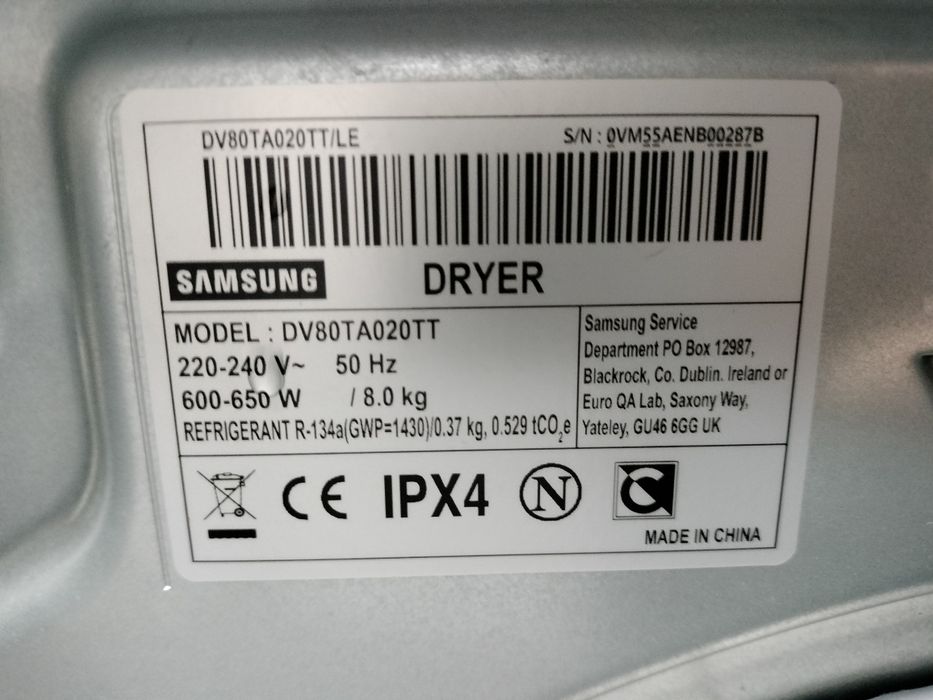 DV80TA020TT/LE S/N : 0VM55AENB00287B
SAMSUNG DRYER
MODEL : DV80TA020TT
220-240 V~ 50 Hz
600-650 W / 8.0 kg
REFRIGERANT R-134a(GWP=1430)/0.37 kg, 0.529 tCO₂e
Samsung Service
Department PO Box 12987,
Blackrock, Co. Dublin. Ireland or
Euro QA Lab, Saxony Way,
Yateley, GU46 6GG UK
CE IPX4 N
MADE IN CHINA